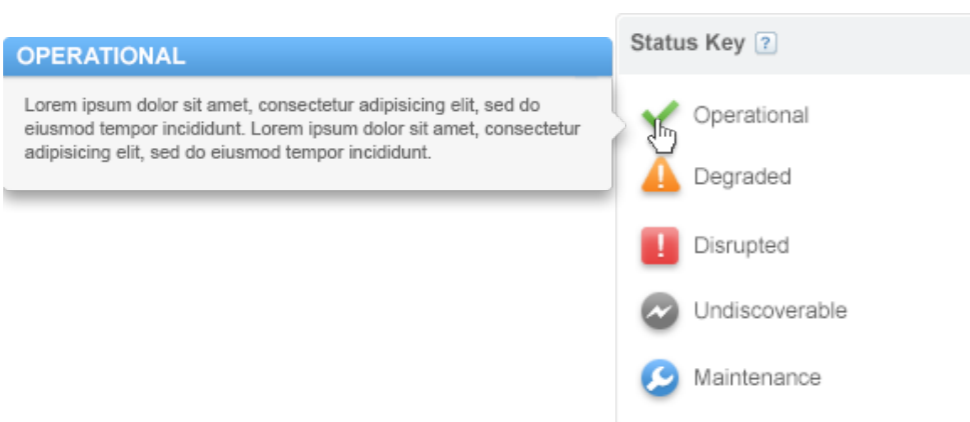 OPERATIONAL
Lorem ipsum dolor sit amet, consectetur adipisicing elit, sed do
eiusmod tempor incididunt. Lorem ipsum dolor sit amet, consectetur
adipisicing elit, sed do eiusmod tempor incididunt.
Status Key ?
Operational
Degraded
Disrupted
Undiscoverable
Maintenance